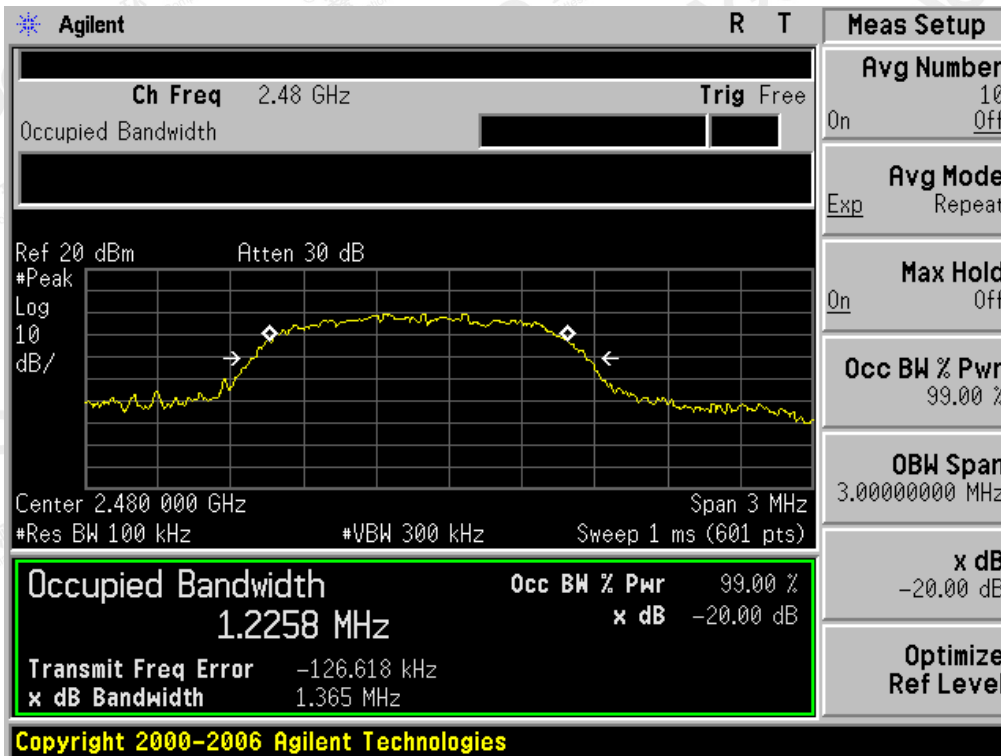 Agilent R T Meas Setup
Ch Freq 2.48 GHz Trig Free
Occupied Bandwidth
Avg Number
10
On Off
Avg Mode
Exp Repeat
Max Hold
On Off
Occ BW % Pwr
99.00 %
OBW Span
3.00000000 MHz
x dB
-20.00 dB
Optimize
Ref Level
Ref 20 dBm Atten 30 dB
#Peak
Log
10
dB/
Center 2.480 000 GHz Span 3 MHz
#Res BW 100 kHz #VBW 300 kHz Sweep 1 ms (601 pts)
Occupied Bandwidth Occ BW % Pwr 99.00 %
1.2258 MHz x dB -20.00 dB
Transmit Freq Error -126.618 kHz
x dB Bandwidth 1.365 MHz
Copyright 2000-2006 Agilent Technologies